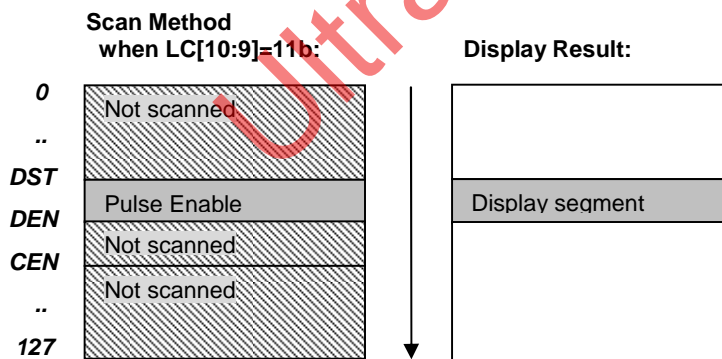 Scan Method
when LC[10:9]=11b:
Display Result:
0
Not scanned
..
DST
Pulse Enable
Display segment
DEN
Not scanned
CEN
Not scanned
..
127
Ultra